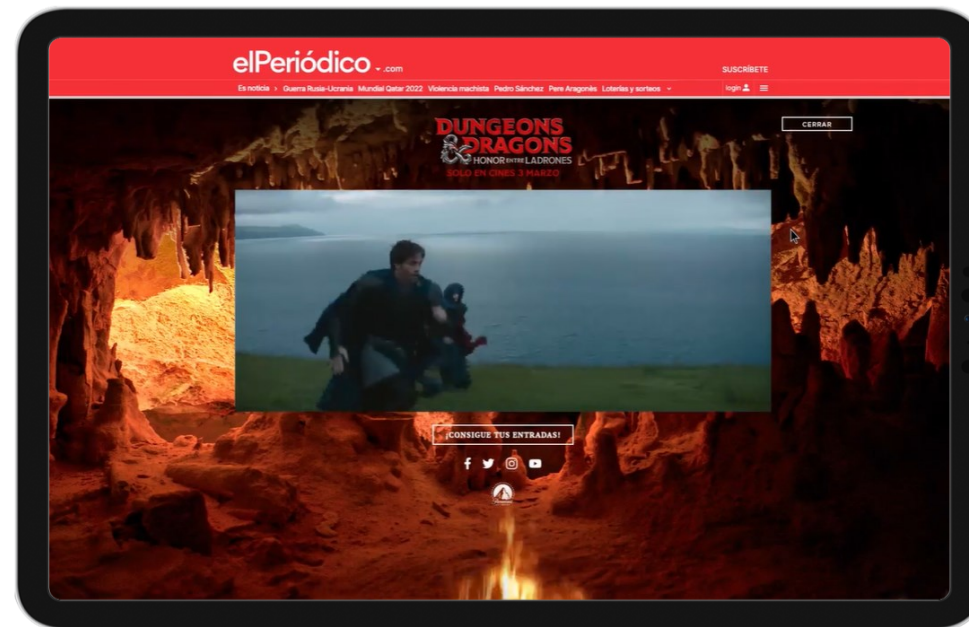 elPeriódico .com
SUSCRÍBETE
Es noticia › Guerra Rusia-Ucrania Mundial Qatar 2022 Violencia machista Pedro Sánchez Pere Aragonès Loterías y sorteos
login
CERRAR
DUNGEONS
& DRAGONS
HONOR ENTRE LADRONES
SOLO EN CINES 3 MARZO
¡CONSIGUE TUS ENTRADAS!
Paramount